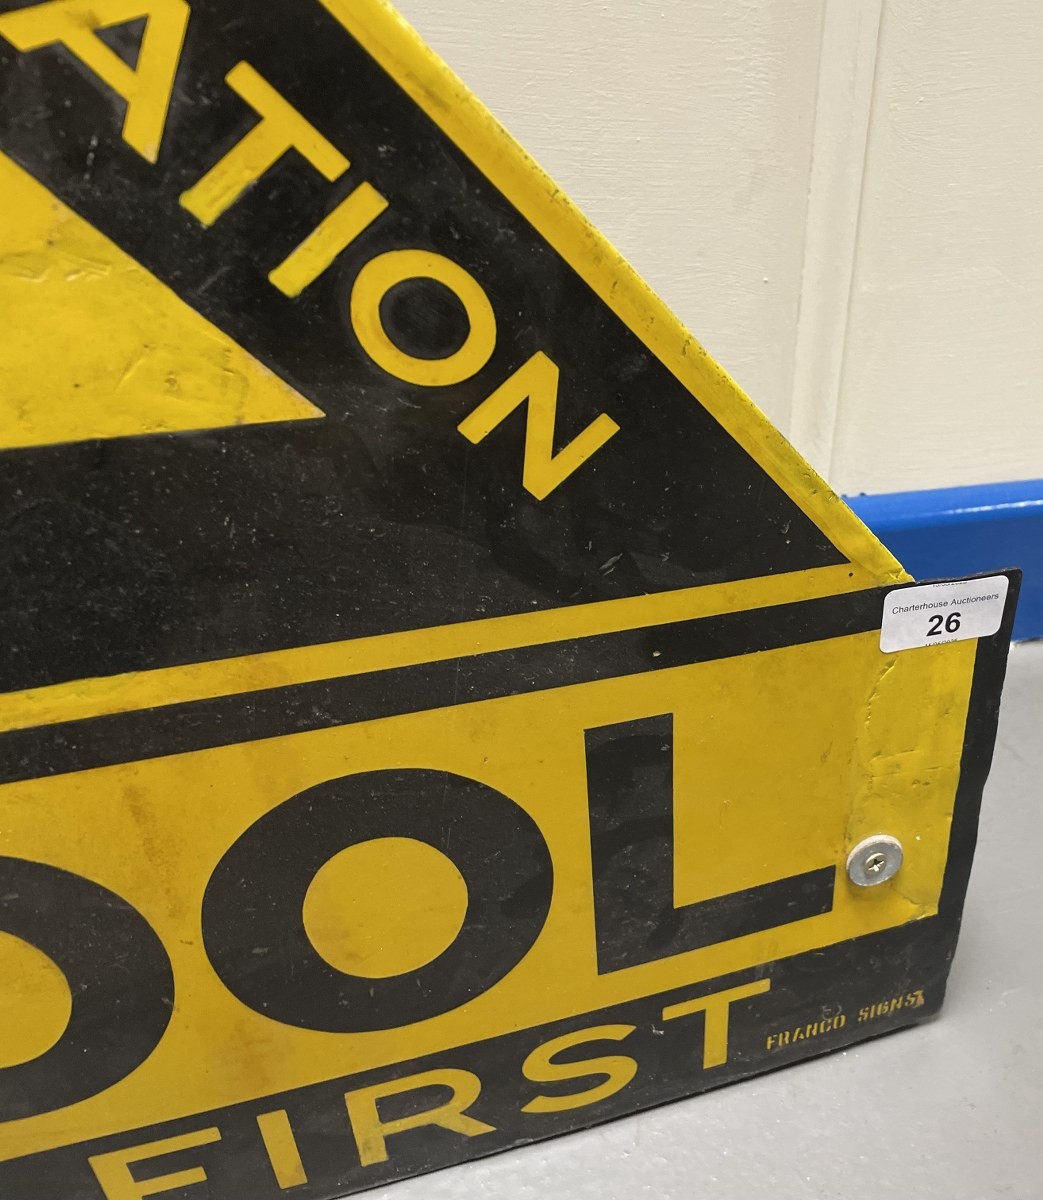 ATION
Charterhouse Auctioneers
26
OOL
FIRST
FRANCO SIGNS